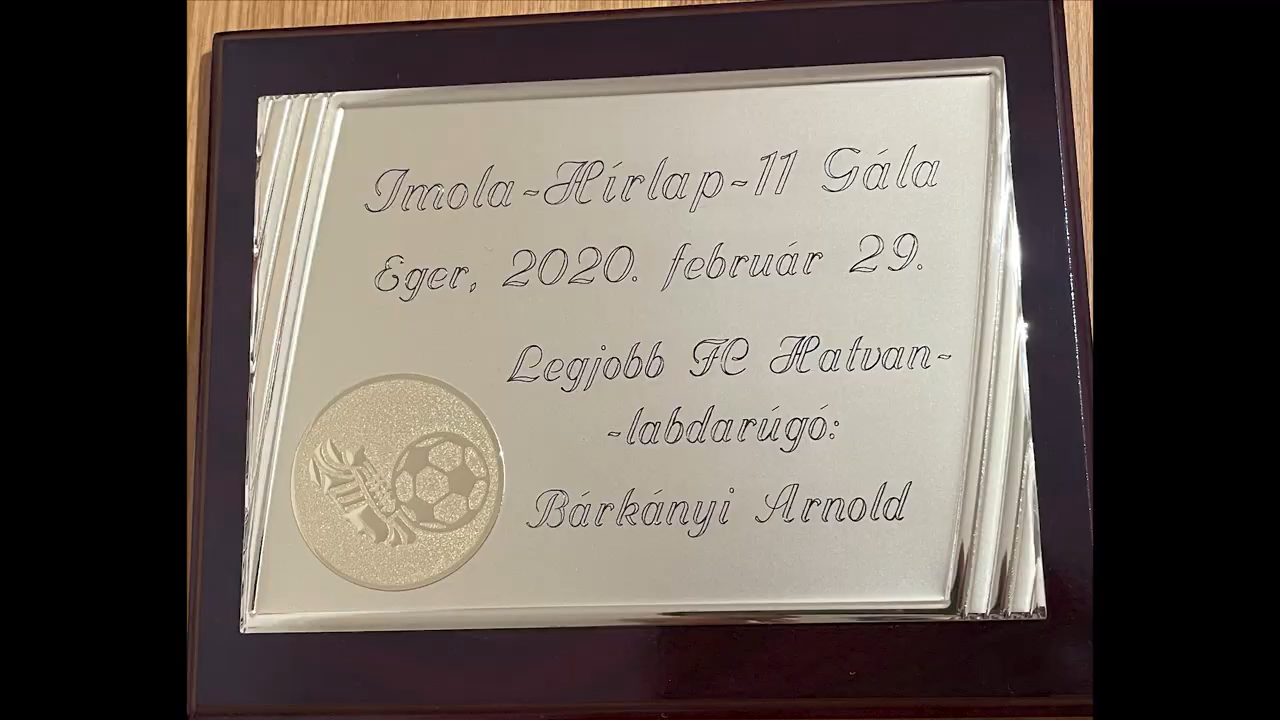 Imola-Hírlap-11 Gála
Eger, 2020. február 29.
Legjobb FC Hatvan-
-labdarúgó:
Bárkányi Arnold